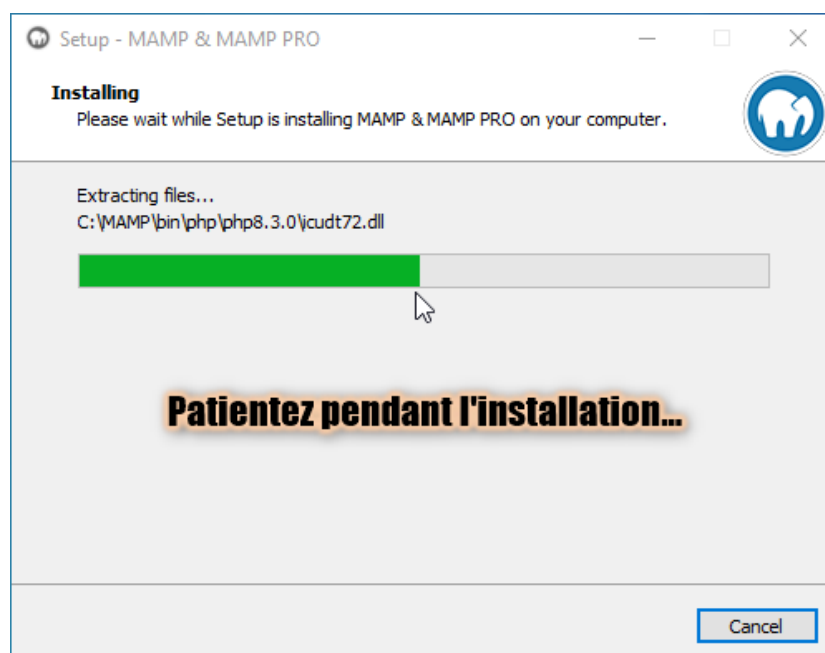 Setup - MAMP & MAMP PRO
Installing
Please wait while Setup is installing MAMP & MAMP PRO on your computer.
Extracting files...
C:\MAMP\bin\php\php8.3.0\icudt72.dll
Patientez pendant l'installation...
Cancel